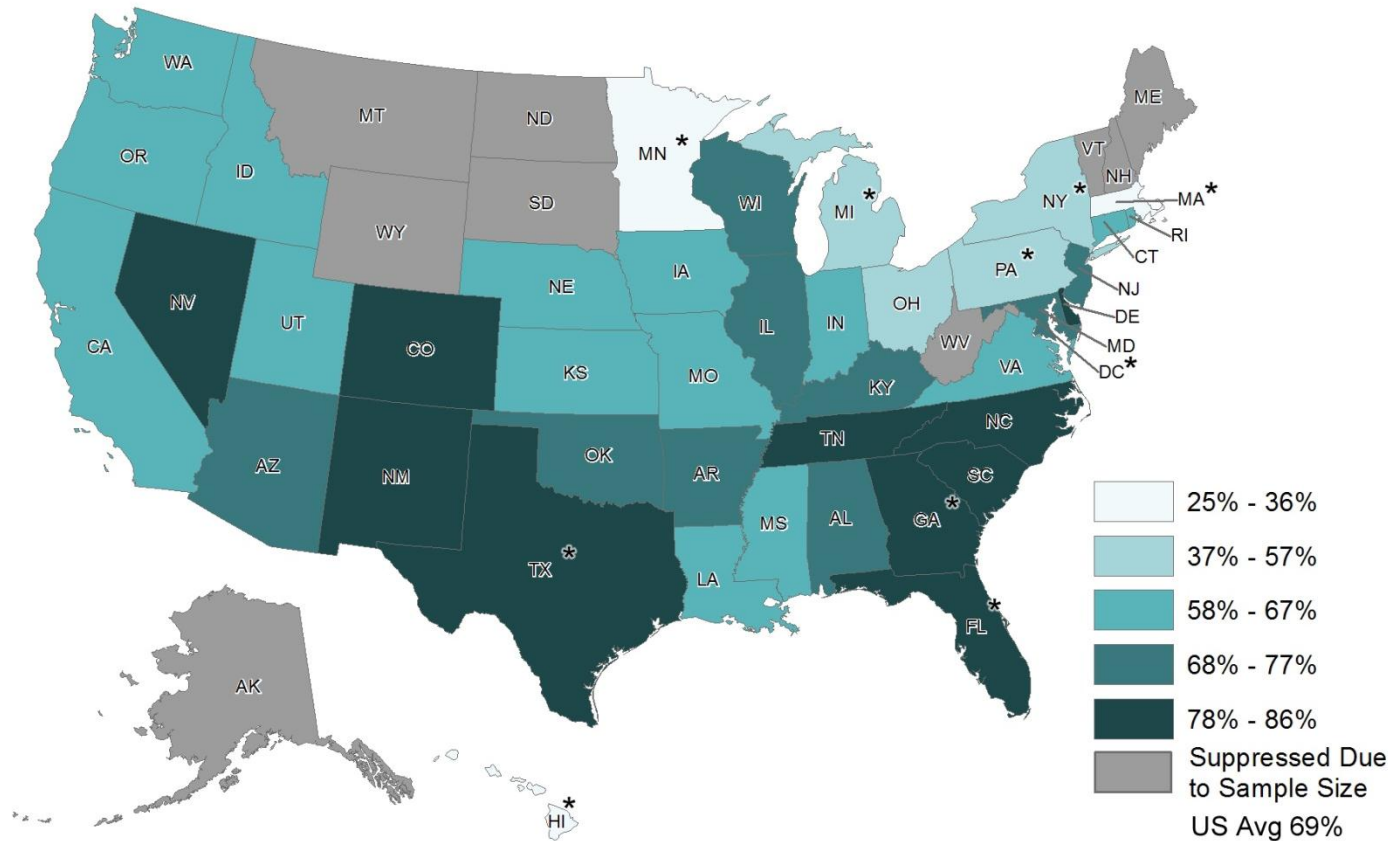 WA
MT
ND
MN*
ME
VT
NH
OR
ID
SD
WI
MI*
NY*
MA*
RI
CT
WY
IA
PA*
NJ
NE
OH
DE
NV
UT
IL
IN
MD
WV
CA
CO
KS
MO
VA
DC*
KY
NC
TN
AZ
NM
OK
AR
SC
MS
AL
GA*
25% - 36%
37% - 57%
TX*
LA
58% - 67%
FL*
68% - 77%
AK
78% - 86%
Suppressed Due
to Sample Size
HI*
US Avg 69%